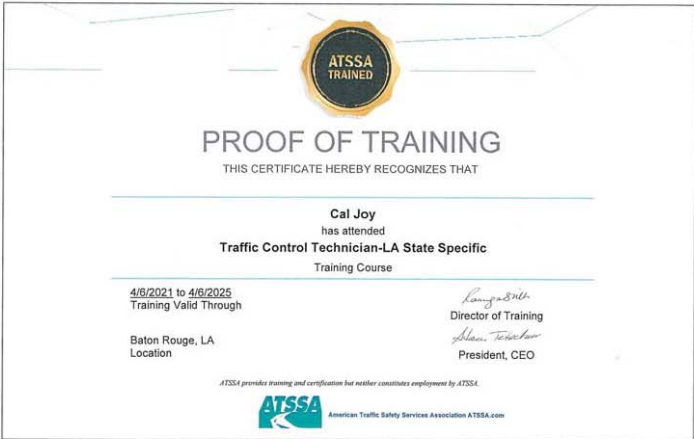 ATSSA
TRAINED
PROOF OF TRAINING
THIS CERTIFICATE HEREBY RECOGNIZES THAT
Cal Joy
has attended
Traffic Control Technician-LA State Specific
Training Course
4/6/2021 to 4/6/2025
Training Valid Through
Director of Training
Baton Rouge, LA
Location
President, CEO
ATSSA provides training and certification but neither constitutes employment by ATSSA.
ATSSA
American Traffic Safety Services Association ATSSA.com